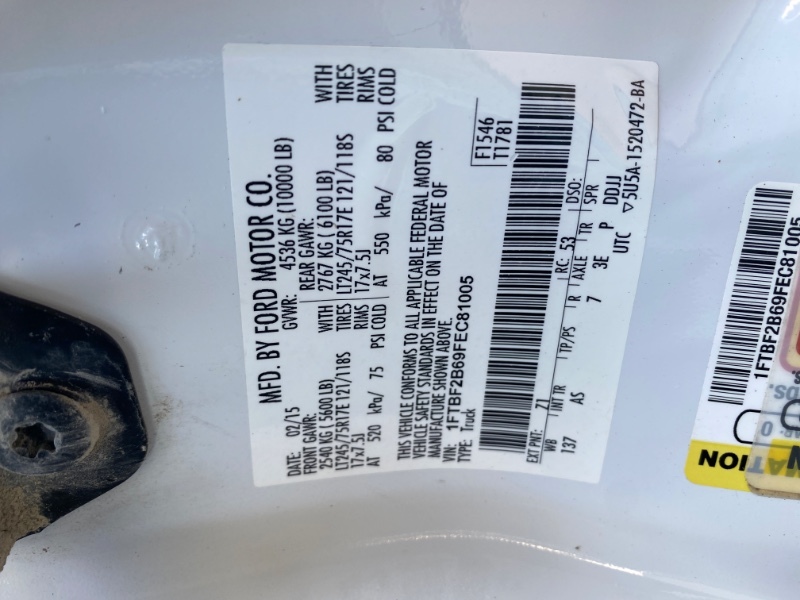 MFD. BY FORD MOTOR CO.
DATE: 02/15 GVWR: 4536 KG (10000 LB)
FRONT GAWR: REAR GAWR:
2540 KG ( 5600 LB) WITH 2767 KG ( 6100 LB) WITH
LT245/75R17E 121/118S TIRES LT245/75R17E 121/118S TIRES
17x7.5J RIMS 17x7.5J RIMS
AT 520 kPa/ 75 PSI COLD AT 550 kPa/ 80 PSI COLD
THIS VEHICLE CONFORMS TO ALL APPLICABLE FEDERAL MOTOR
VEHICLE SAFETY STANDARDS IN EFFECT ON THE DATE OF
MANUFACTURE SHOWN ABOVE.
VIN: 1FTBF2B69FEC81005
TYPE: Truck
F1546
T1781
EXT PNT: Z1 RC: 53 DSO:
WB INT TR TP/PS R AXLE TR SPR
137 AS 7 3E P DDJJ
UTC ▽5U5A-1520472-BA
1FTBF2B69FEC81005